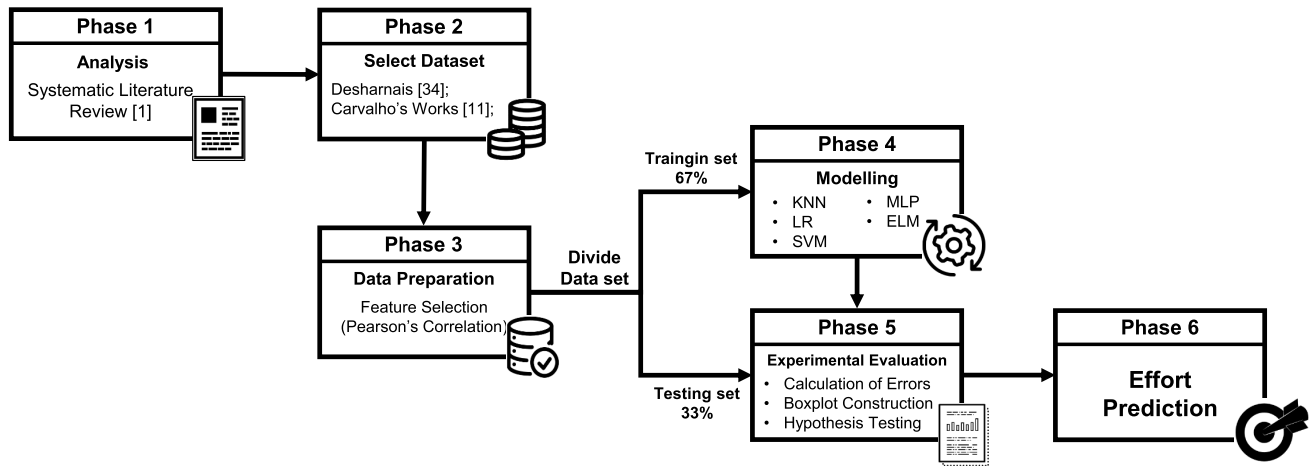 Phase 1
Analysis
Systematic Literature
Review [1]
Phase 2
Select Dataset
Desharnais [34];
Carvalho's Works [11];
Phase 3
Data Preparation
Feature Selection
(Pearson's Correlation)
Divide
Data set
Traingin set
67%
Testing set
33%
Phase 4
Modelling
• KNN
• LR
• SVM
• MLP
• ELM
Phase 5
Experimental Evaluation
• Calculation of Errors
• Boxplot Construction
• Hypothesis Testing
Phase 6
Effort
Prediction